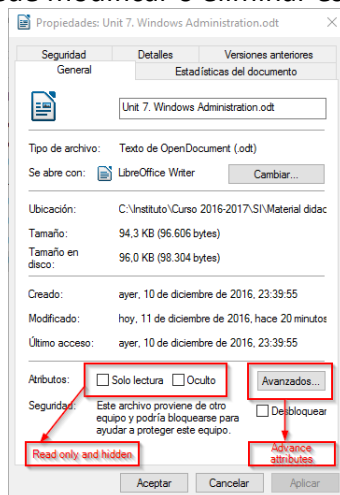 Propiedades: Unit 7. Windows Administration.odt
Seguridad Detalles Versiones anteriores
General Estadísticas del documento
Unit 7. Windows Administration.odt
Tipo de archivo: Texto de OpenDocument (.odt)
Se abre con: LibreOffice Writer Cambiar...
Ubicación: C:\Instituto\Curso 2016-2017\SI\Material didac
Tamaño: 94,3 KB (96.606 bytes)
Tamaño en disco: 96,0 KB (98.304 bytes)
Creado: ayer, 10 de diciembre de 2016, 23:39:55
Modificado: hoy, 11 de diciembre de 2016, hace 20 minutos
Último acceso: ayer, 10 de diciembre de 2016, 23:39:55
Atributos: Solo lectura Oculto Avanzados...
Seguridad: Este archivo proviene de otro
equipo y podría bloquearse para
ayudar a proteger este equipo.
Desbloquear
Read only and hidden
Advance
attributes
Aceptar Cancelar Aplicar